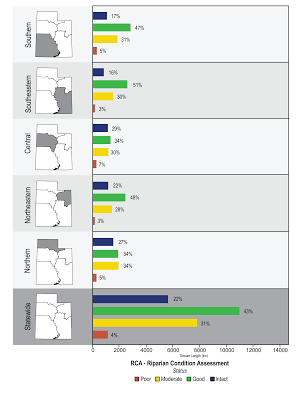 Southern
17%
47%
31%
5%
Southeastern
16%
51%
30%
3%
Central
29%
34%
30%
7%
Northeastern
22%
48%
28%
3%
Northern
27%
34%
34%
5%
Statewide
22%
43%
31%
4%
0 2000 4000 6000 8000 10000 12000 14000
Stream Length (km)
RCA - Riparian Condition Assessment
Status
Poor Moderate Good Intact